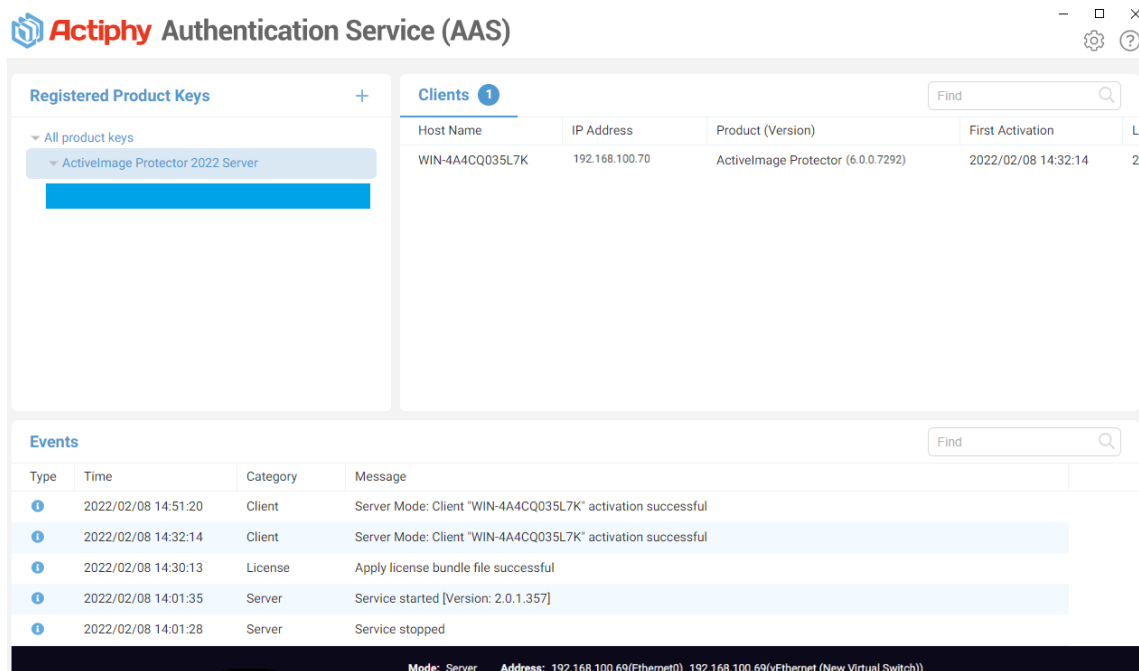 Actiphy Authentication Service (AAS)
Registered Product Keys
All product keys
ActiveImage Protector 2022 Server
Clients 1
Find
Host Name IP Address Product (Version) First Activation L
WIN-4A4CQ035L7K 192.168.100.70 ActiveImage Protector (6.0.0.7292) 2022/02/08 14:32:14 2
Events
Find
Type Time Category Message
2022/02/08 14:51:20 Client Server Mode: Client "WIN-4A4CQ035L7K" activation successful
2022/02/08 14:32:14 Client Server Mode: Client "WIN-4A4CQ035L7K" activation successful
2022/02/08 14:30:13 License Apply license bundle file successful
2022/02/08 14:01:35 Server Service started [Version: 2.0.1.357]
2022/02/08 14:01:28 Server Service stopped
Mode: Server Address: 192.168.100.69(Ethernet0), 192.168.100.69(vEthernet (New Virtual Switch))